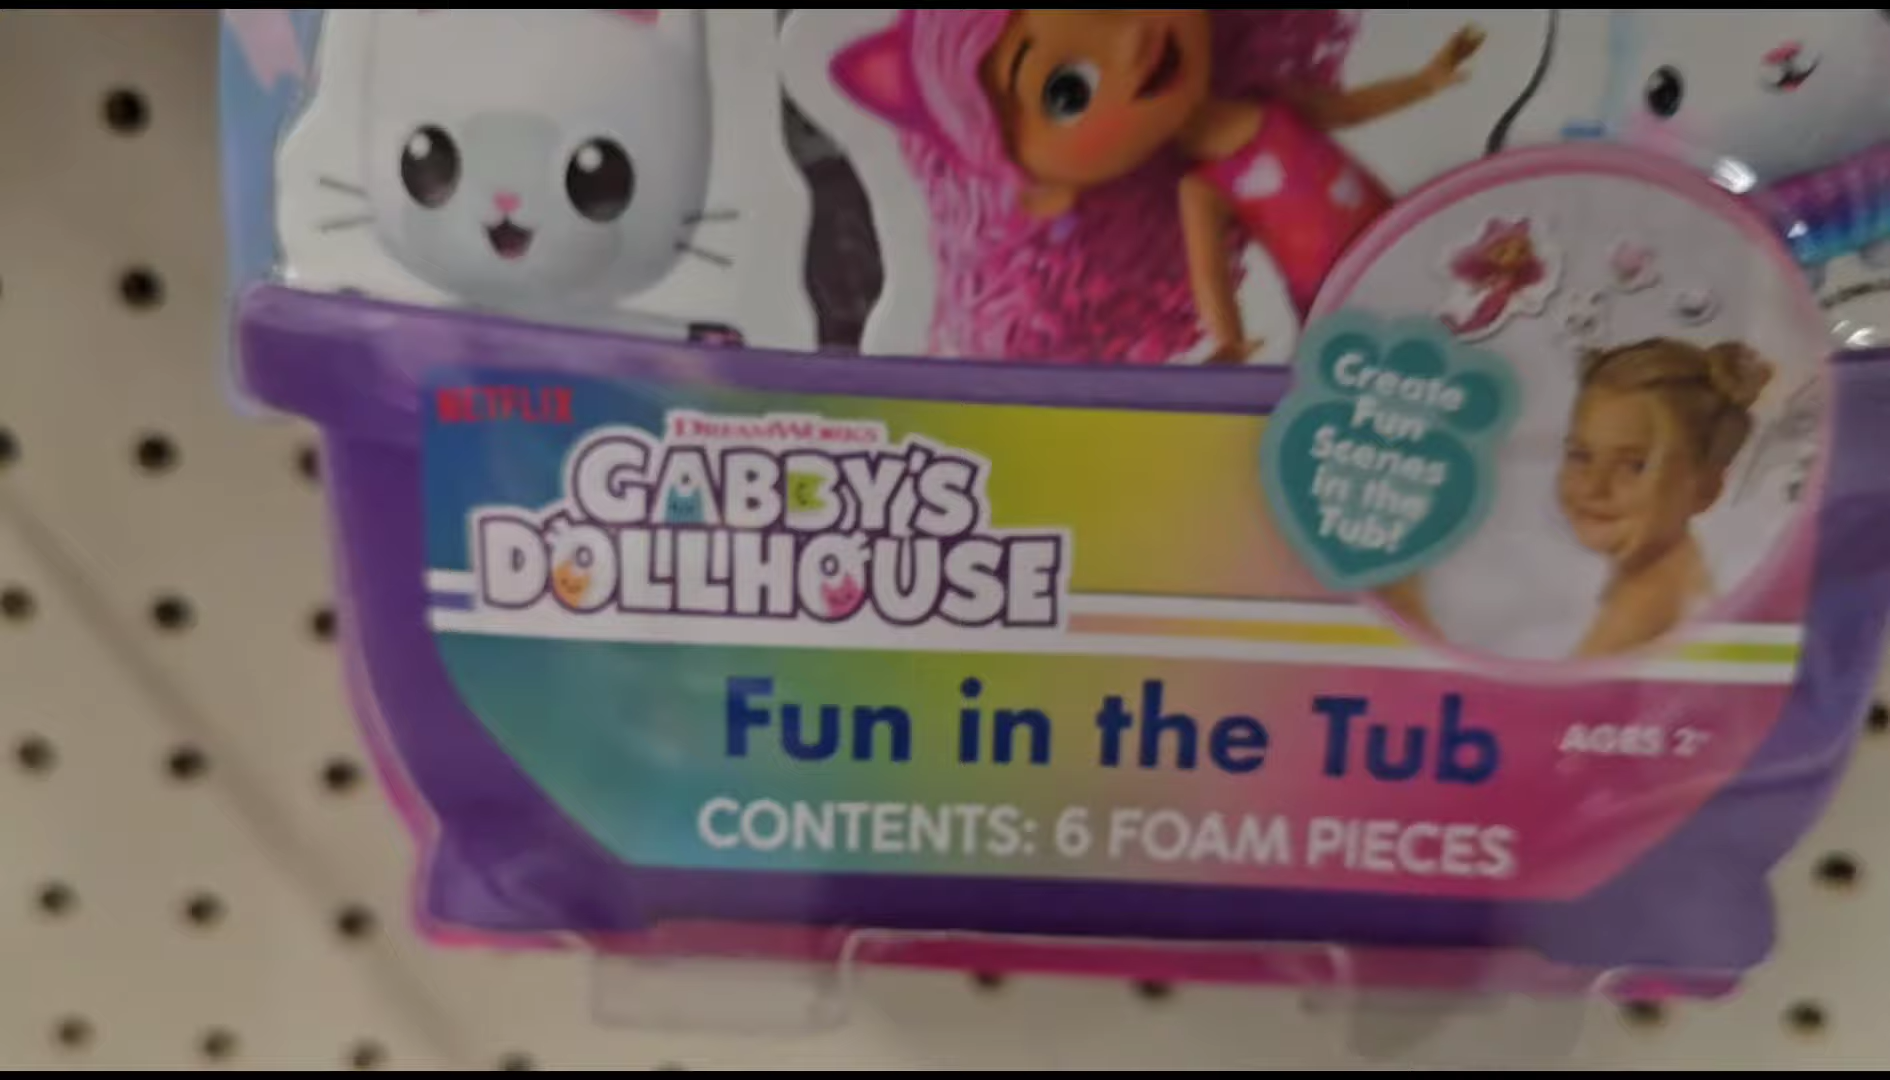 NETFLIX
DREAMWORKS
GABBY'S
DOLLHOUSE
Create
Fun
Scenes
in the
Tub!
Fun in the Tub
AGES 2+
CONTENTS: 6 FOAM PIECES